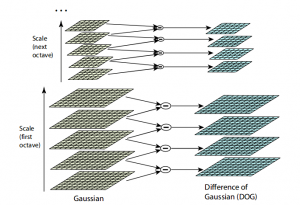 ...
Scale
(next
octave)
Scale
(first
octave)
Gaussian
Difference of
Gaussian (DOG)